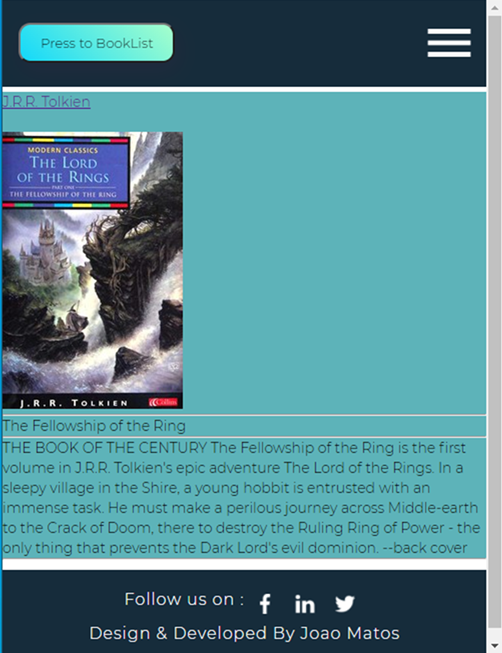 Press to BookList
J.R.R. Tolkien
MODERN CLASSICS
THE LORD
OF THE RINGS
PART ONE
THE FELLOWSHIP OF THE RING
J.R.R. TOLKIEN
Collins
The Fellowship of the Ring
THE BOOK OF THE CENTURY The Fellowship of the Ring is the first
volume in J.R.R. Tolkien's epic adventure The Lord of the Rings. In a
sleepy village in the Shire, a young hobbit is entrusted with an
immense task. He must make a perilous journey across Middle-earth
to the Crack of Doom, there to destroy the Ruling Ring of Power - the
only thing that prevents the Dark Lord's evil dominion. --back cover
Follow us on :
Design & Developed By Joao Matos